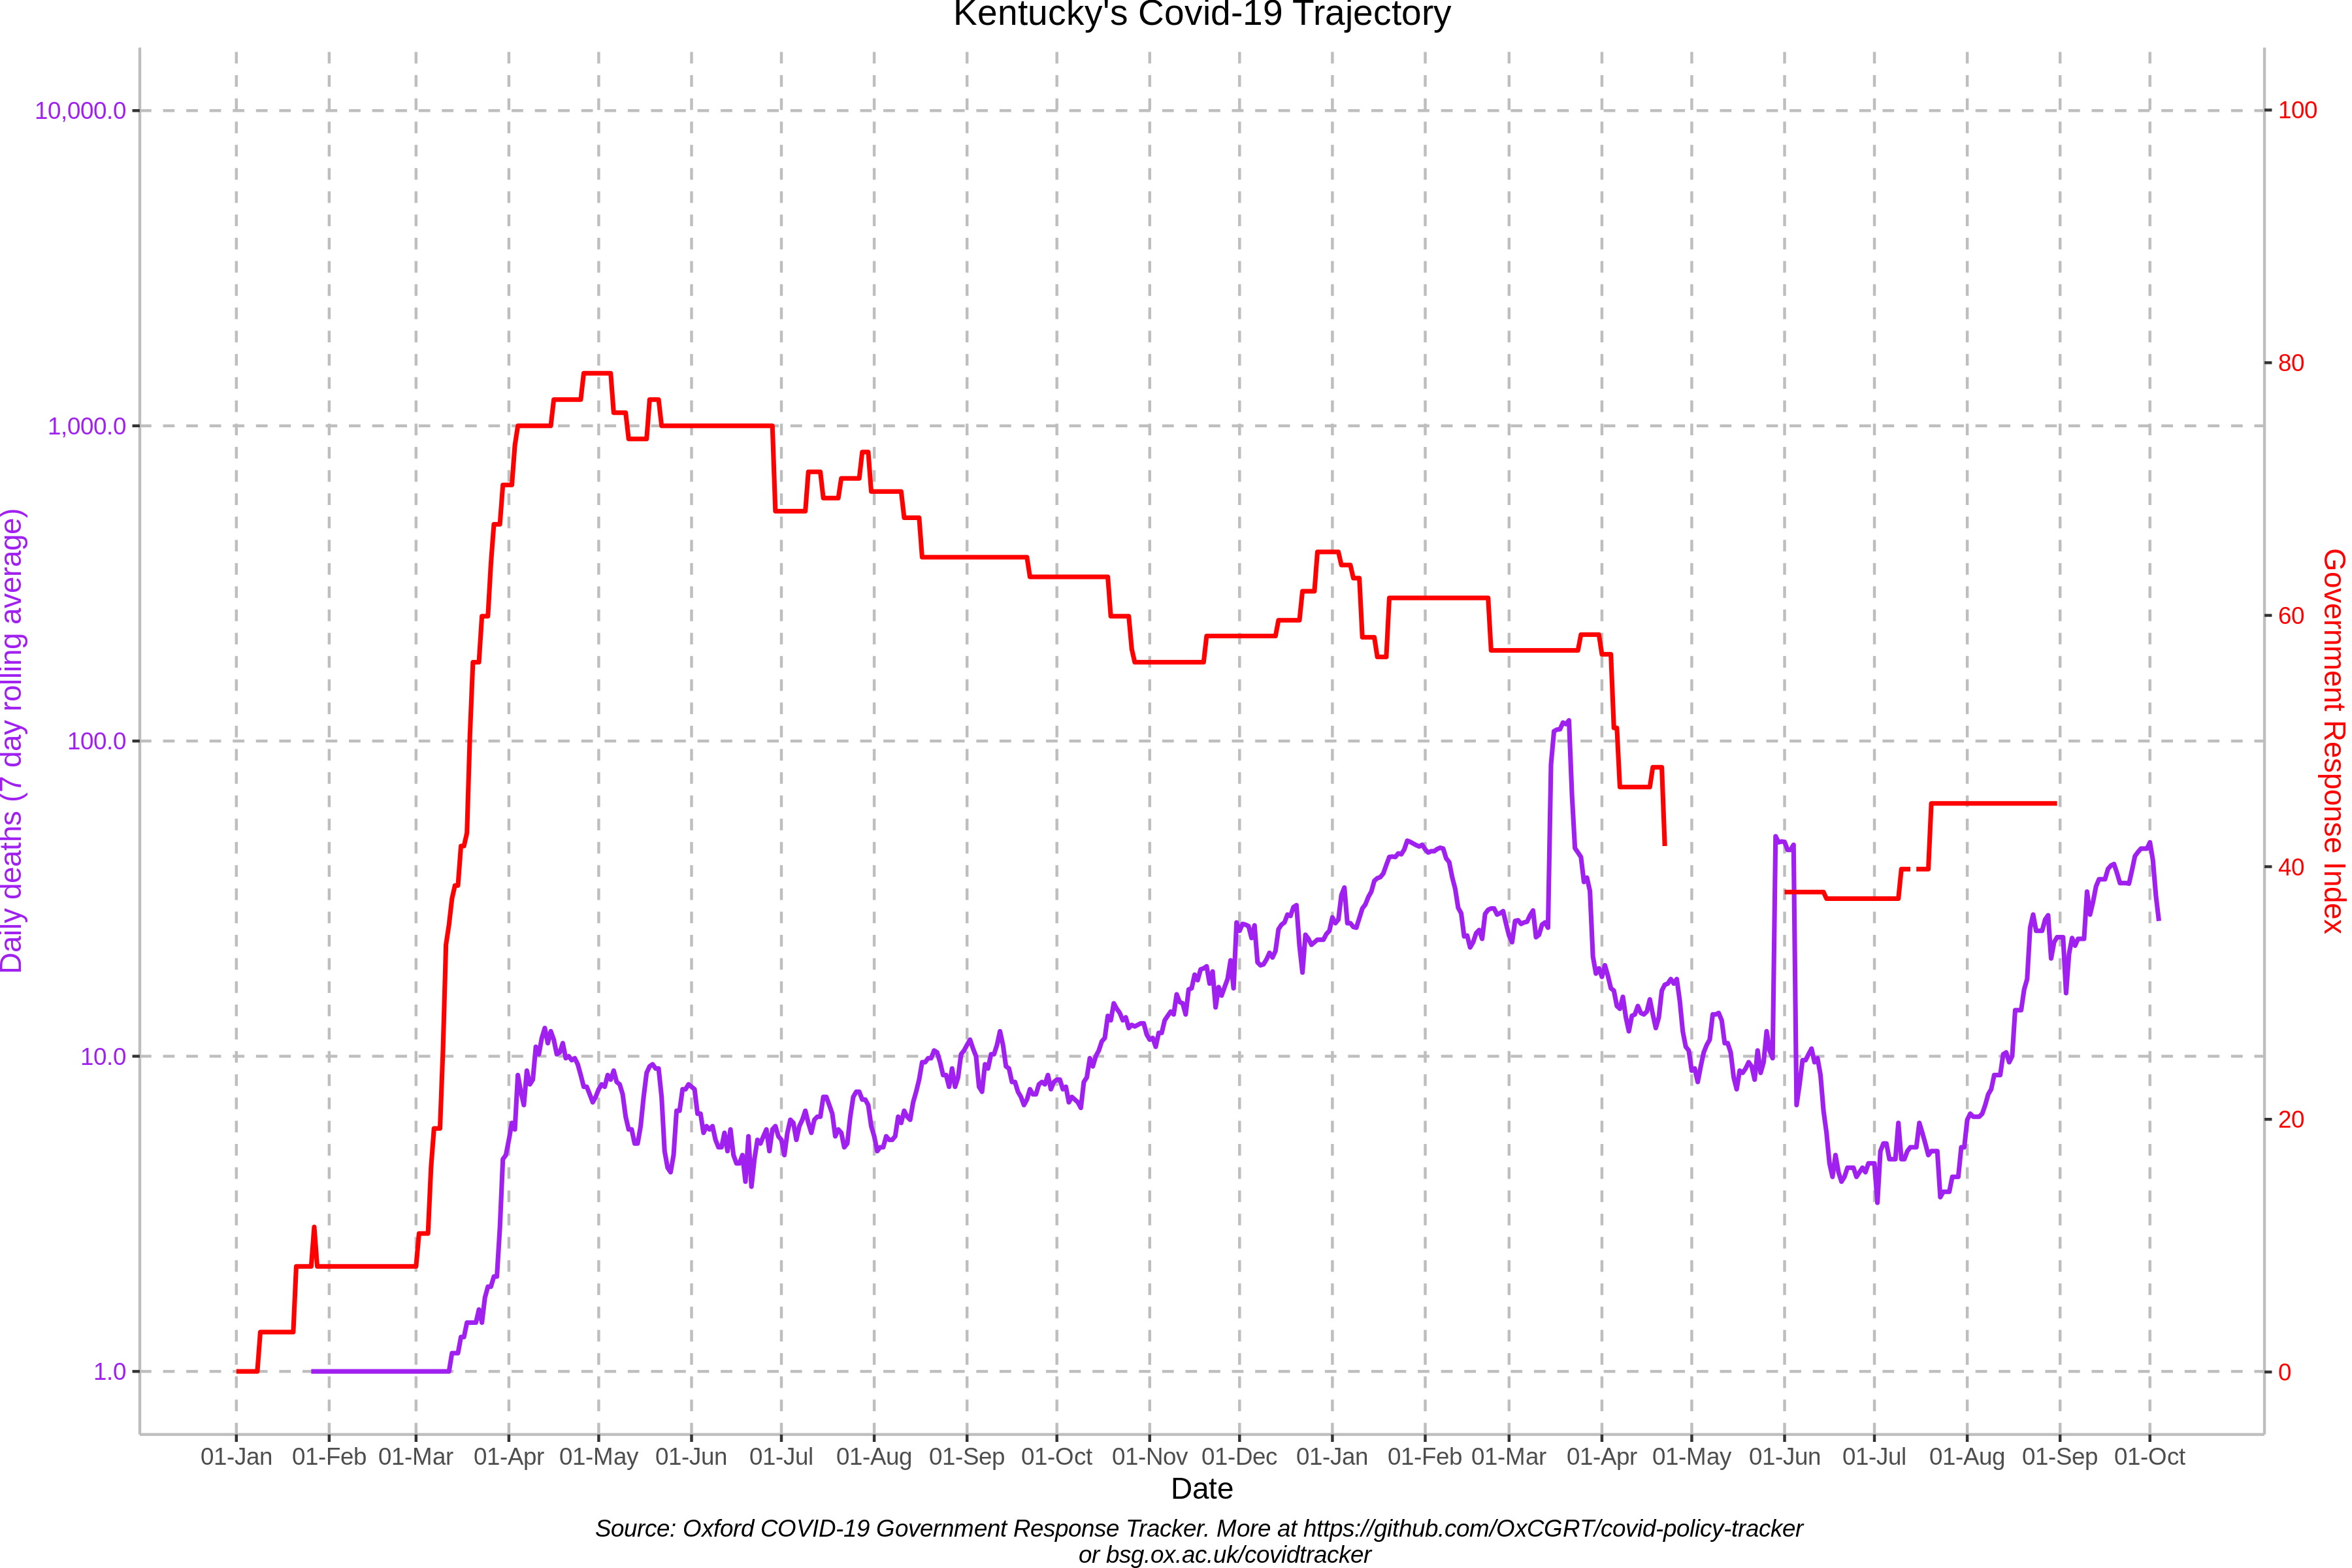 Kentucky's Covid-19 Trajectory
10,000.0
1,000.0
100.0
10.0
1.0
Daily deaths (7 day rolling average)
100
80
60
40
20
0
Government Response Index
01-Jan 01-Feb 01-Mar 01-Apr 01-May 01-Jun 01-Jul 01-Aug 01-Sep 01-Oct 01-Nov 01-Dec 01-Jan 01-Feb 01-Mar 01-Apr 01-May 01-Jun 01-Jul 01-Aug 01-Sep 01-Oct
Date
Source: Oxford COVID-19 Government Response Tracker. More at https://github.com/OxCGRT/covid-policy-tracker
or bsg.ox.ac.uk/covidtracker